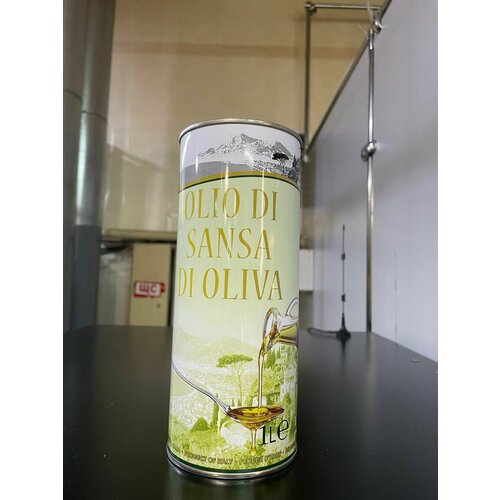 OLIO DI
SANSA
DI OLIVA
1L℮
PRODUCT OF ITALY